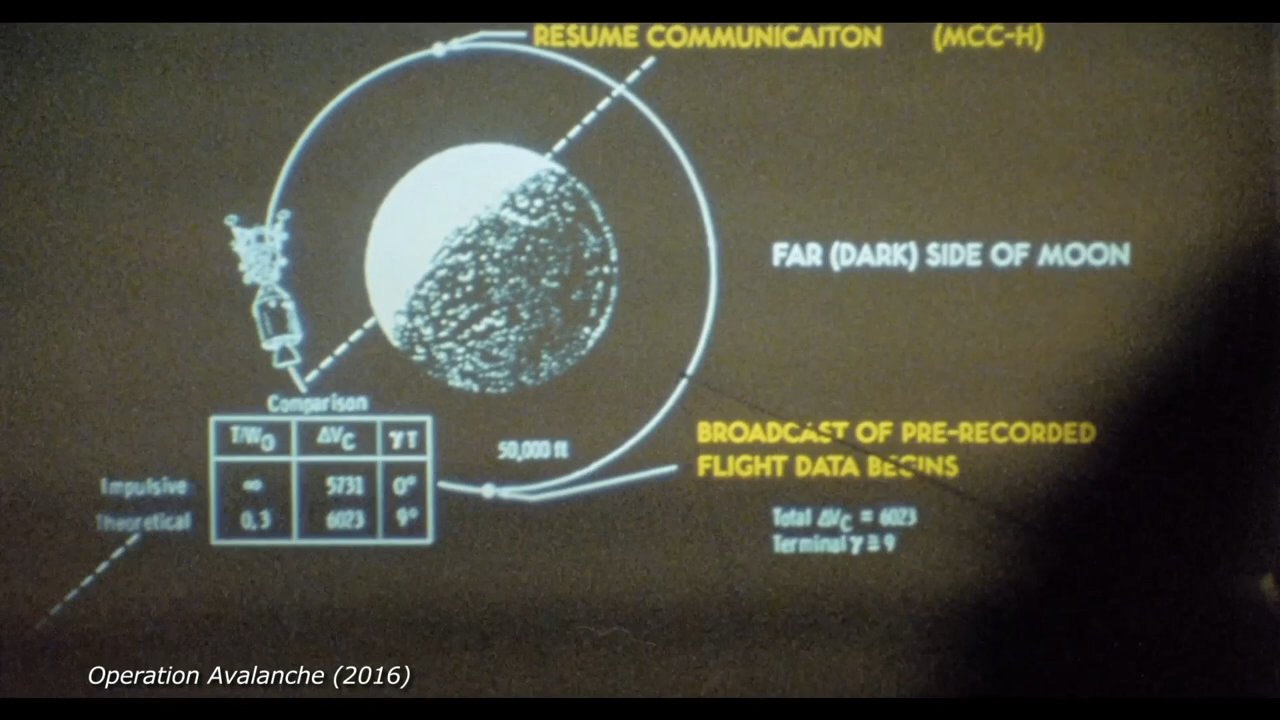 RESUME COMMUNICAITON (MCC-H)
FAR (DARK) SIDE OF MOON
Comparison
T/W₀ ΔVC γT
Impulsive ∞ 5731 0°
Theoretical 0.3 6023 9°
50,000 ft
BROADCAST OF PRE-RECORDED
FLIGHT DATA BEGINS
Total ΔVC = 6023
Terminal γ ≅ 9
Operation Avalanche (2016)